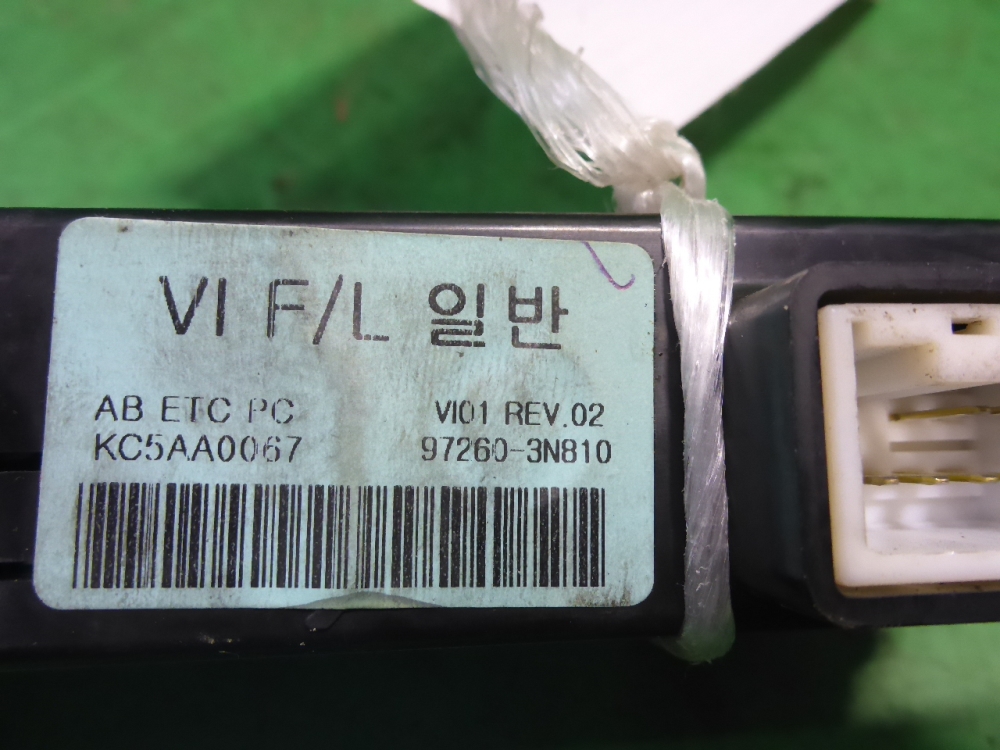 VI F/L 일반
AB ETC PC VI01 REV.02
KC5AA0067 97260-3N810